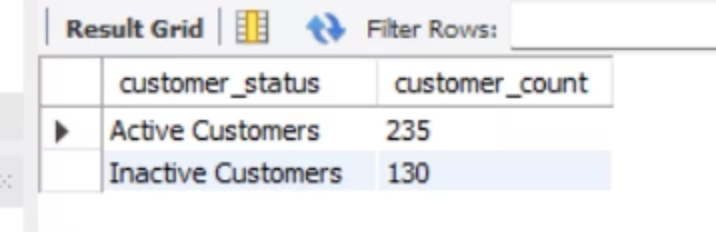 Result Grid Filter Rows:
customer_status customer_count
Active Customers 235
Inactive Customers 130